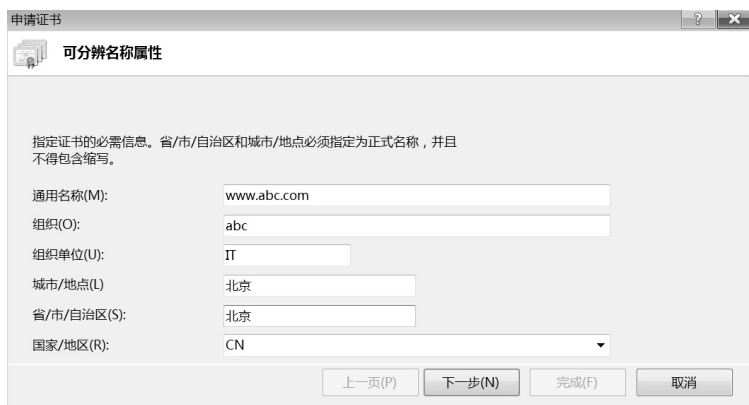 申请证书
?
可分辨名称属性
指定证书的必需信息。省/市/自治区和城市/地点必须指定为正式名称，并且
不得包含缩写。
通用名称(M): www.abc.com
组织(O): abc
组织单位(U): IT
城市/地点(L) 北京
省/市/自治区(S): 北京
国家/地区(R): CN
上一页(P) 下一步(N) 完成(F) 取消